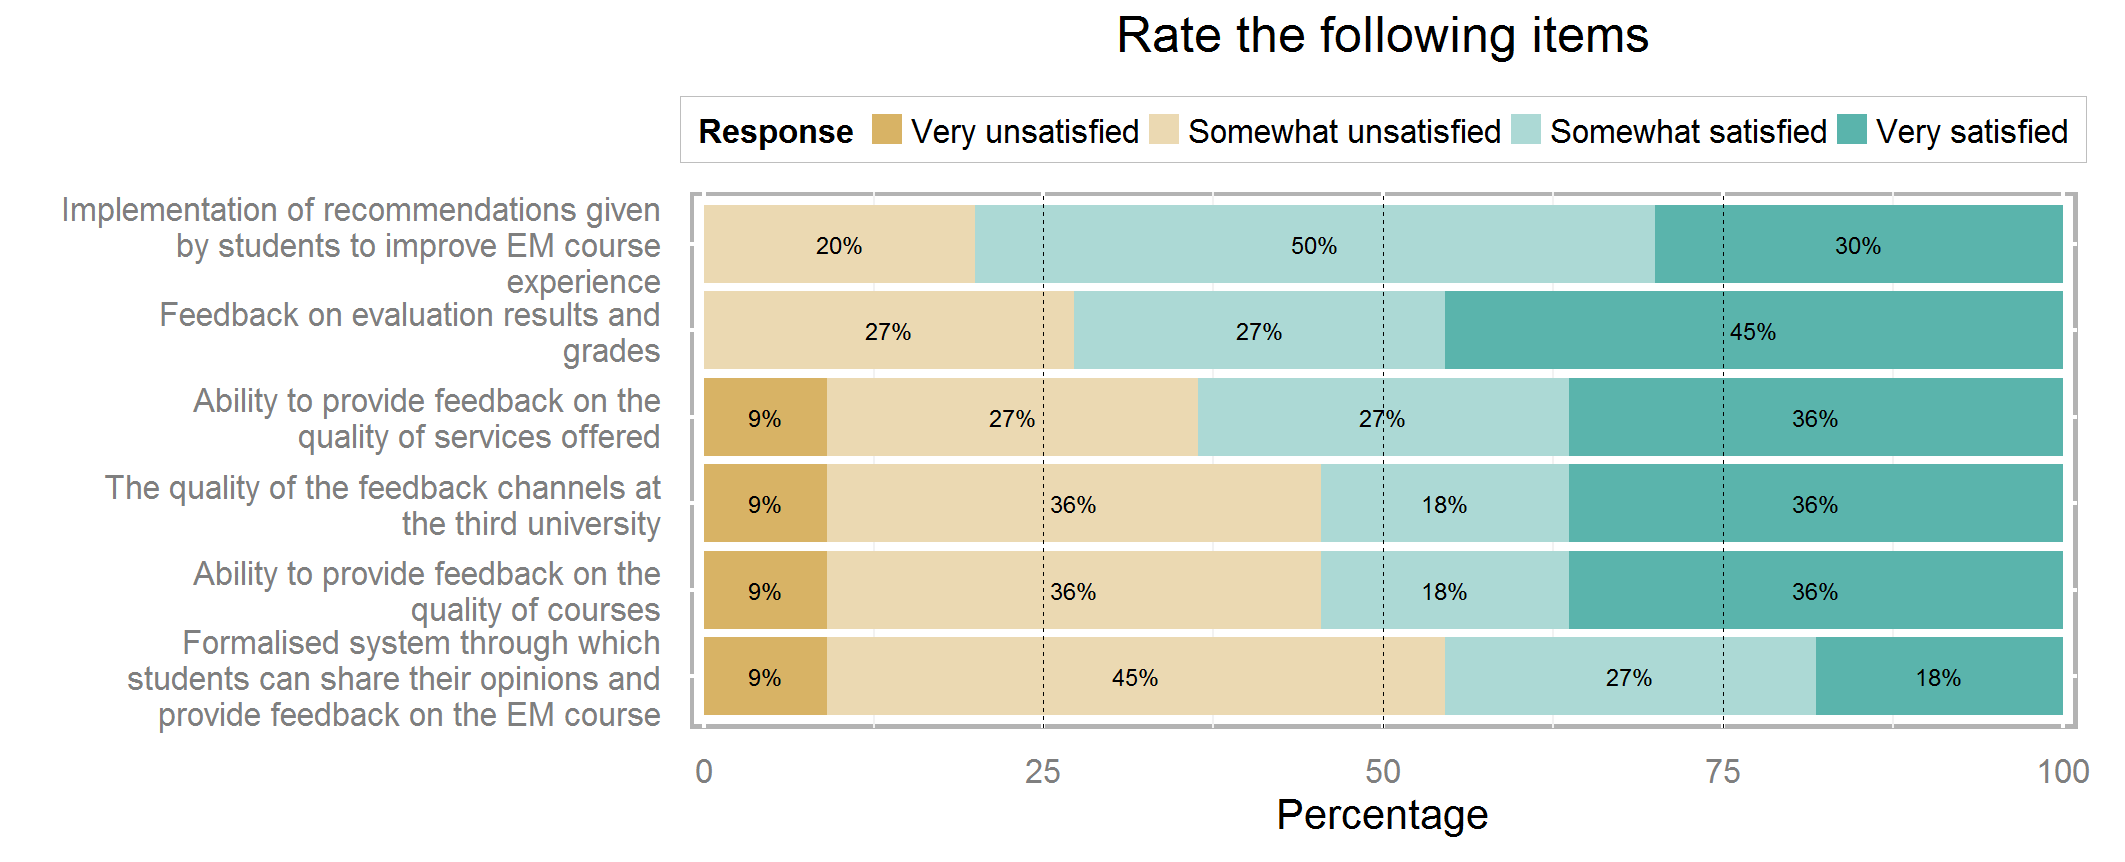 Rate the following items
Response Very unsatisfied Somewhat unsatisfied Somewhat satisfied Very satisfied
Implementation of recommendations given
by students to improve EM course
experience
20% 50% 30%
Feedback on evaluation results and
grades
27% 27% 45%
Ability to provide feedback on the
quality of services offered
9% 27% 27% 36%
The quality of the feedback channels at
the third university
9% 36% 18% 36%
Ability to provide feedback on the
quality of courses
9% 36% 18% 36%
Formalised system through which
students can share their opinions and
provide feedback on the EM course
9% 45% 27% 18%
0 25 50 75 100
Percentage